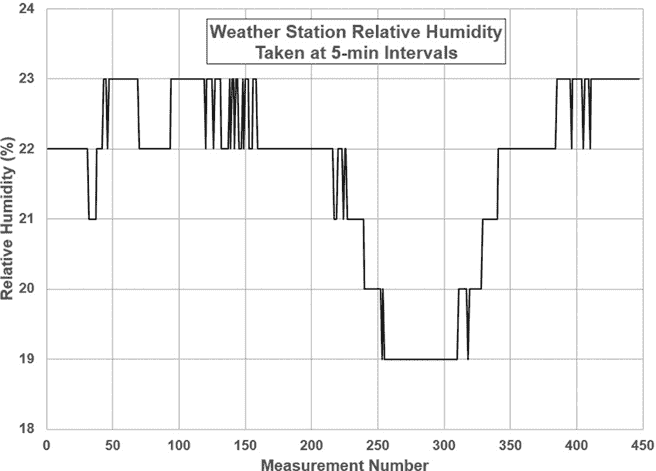 Weather Station Relative Humidity
Taken at 5-min Intervals
Relative Humidity (%)
24
23
22
21
20
19
18
0 50 100 150 200 250 300 350 400 450
Measurement Number